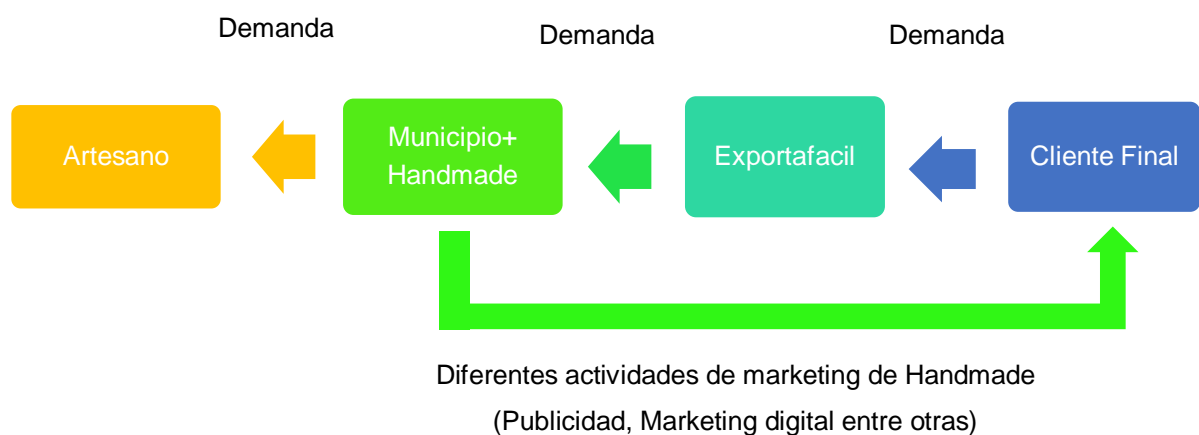 Demanda
Demanda
Demanda
Artesano
Municipio+
Handmade
Exportafacil
Cliente Final
Diferentes actividades de marketing de Handmade
(Publicidad, Marketing digital entre otras)